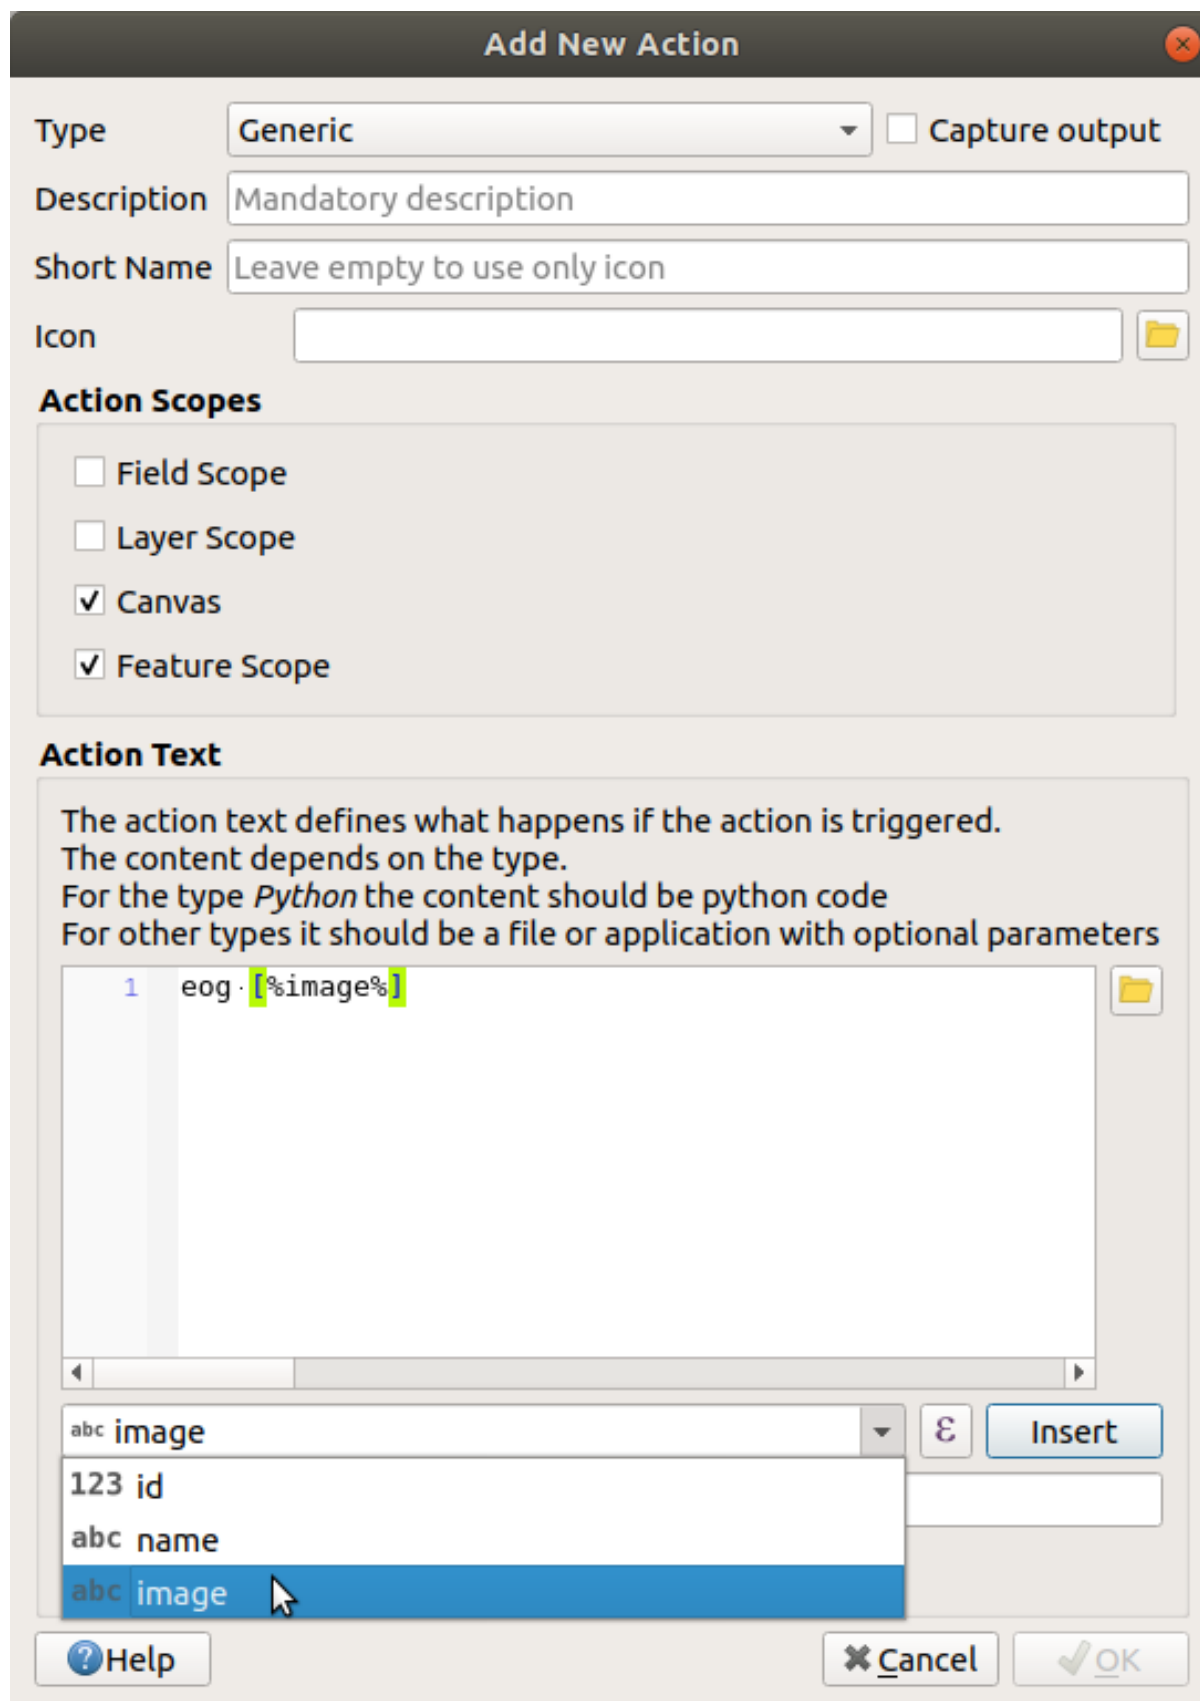 Add New Action
Type Generic Capture output
Description Mandatory description
Short Name Leave empty to use only icon
Icon
Action Scopes
Field Scope
Layer Scope
Canvas
Feature Scope
Action Text
The action text defines what happens if the action is triggered.
The content depends on the type.
For the type Python the content should be python code
For other types it should be a file or application with optional parameters
1 eog·[%image%]
abc image ε Insert
123 id
abc name
abc image
?Help Cancel OK